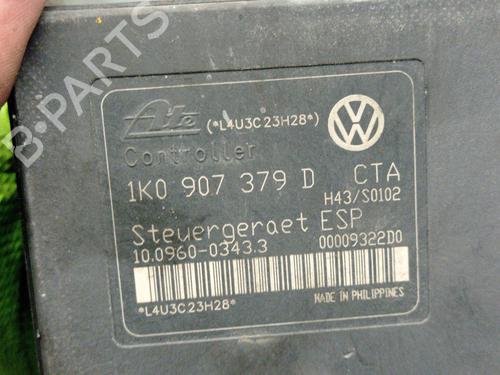 B-PARTS
Ate (*L4U3C23H28*)
Controller
1K0 907 379 D CTA
H43/S0102
Steuergeraet ESP
10.0960-0343.3 00009322D0
*L4U3C23H28* MADE IN PHILIPPINES